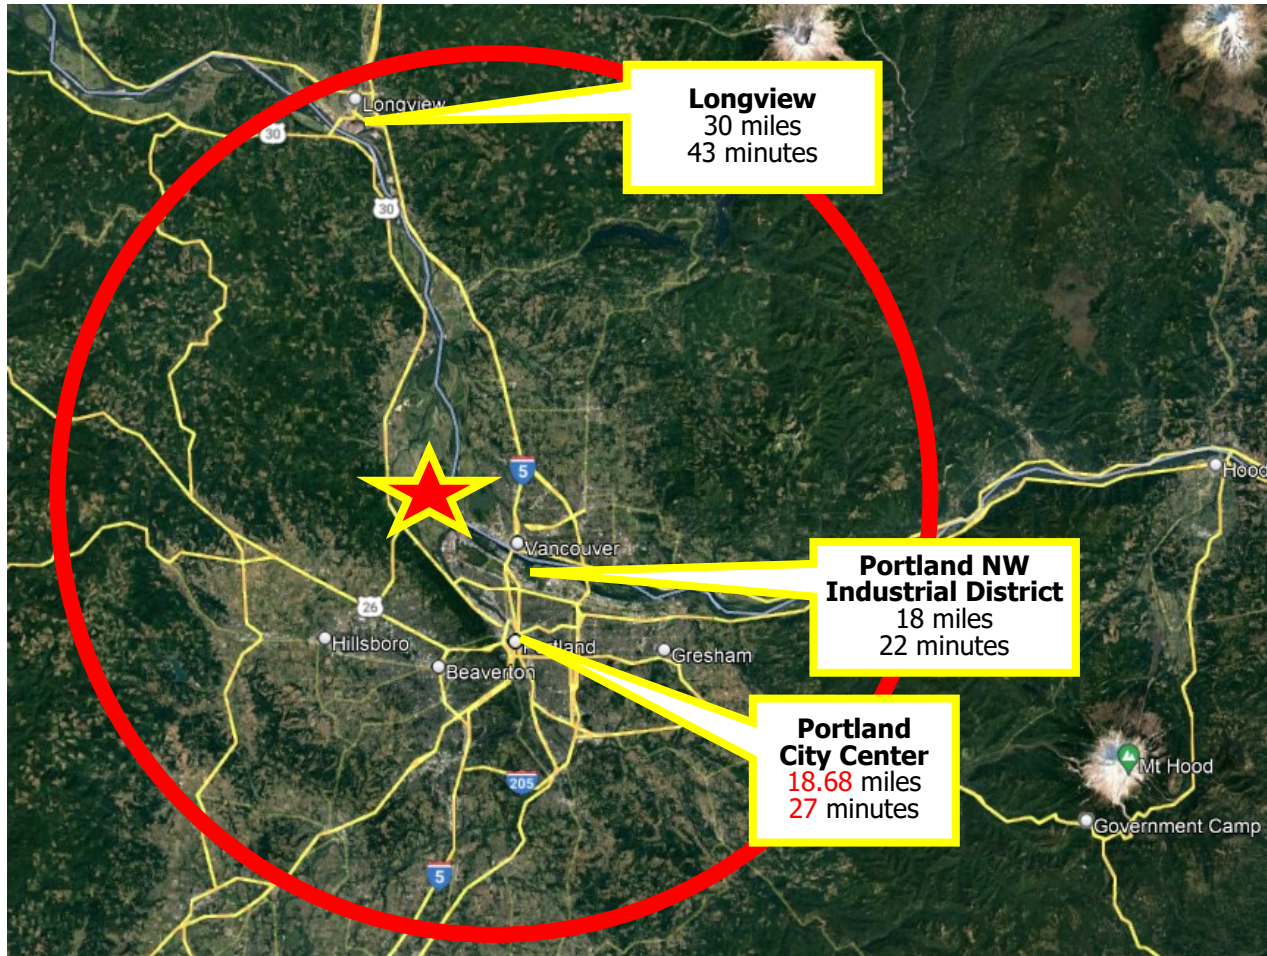 Longview
30 miles
43 minutes
Longview
30
30
5
Vancouver
Hood
Portland NW
Industrial District
18 miles
22 minutes
26
Hillsboro
Portland
Gresham
Beaverton
Portland
City Center
18.68 miles
27 minutes
205
Mt Hood
Government Camp
5